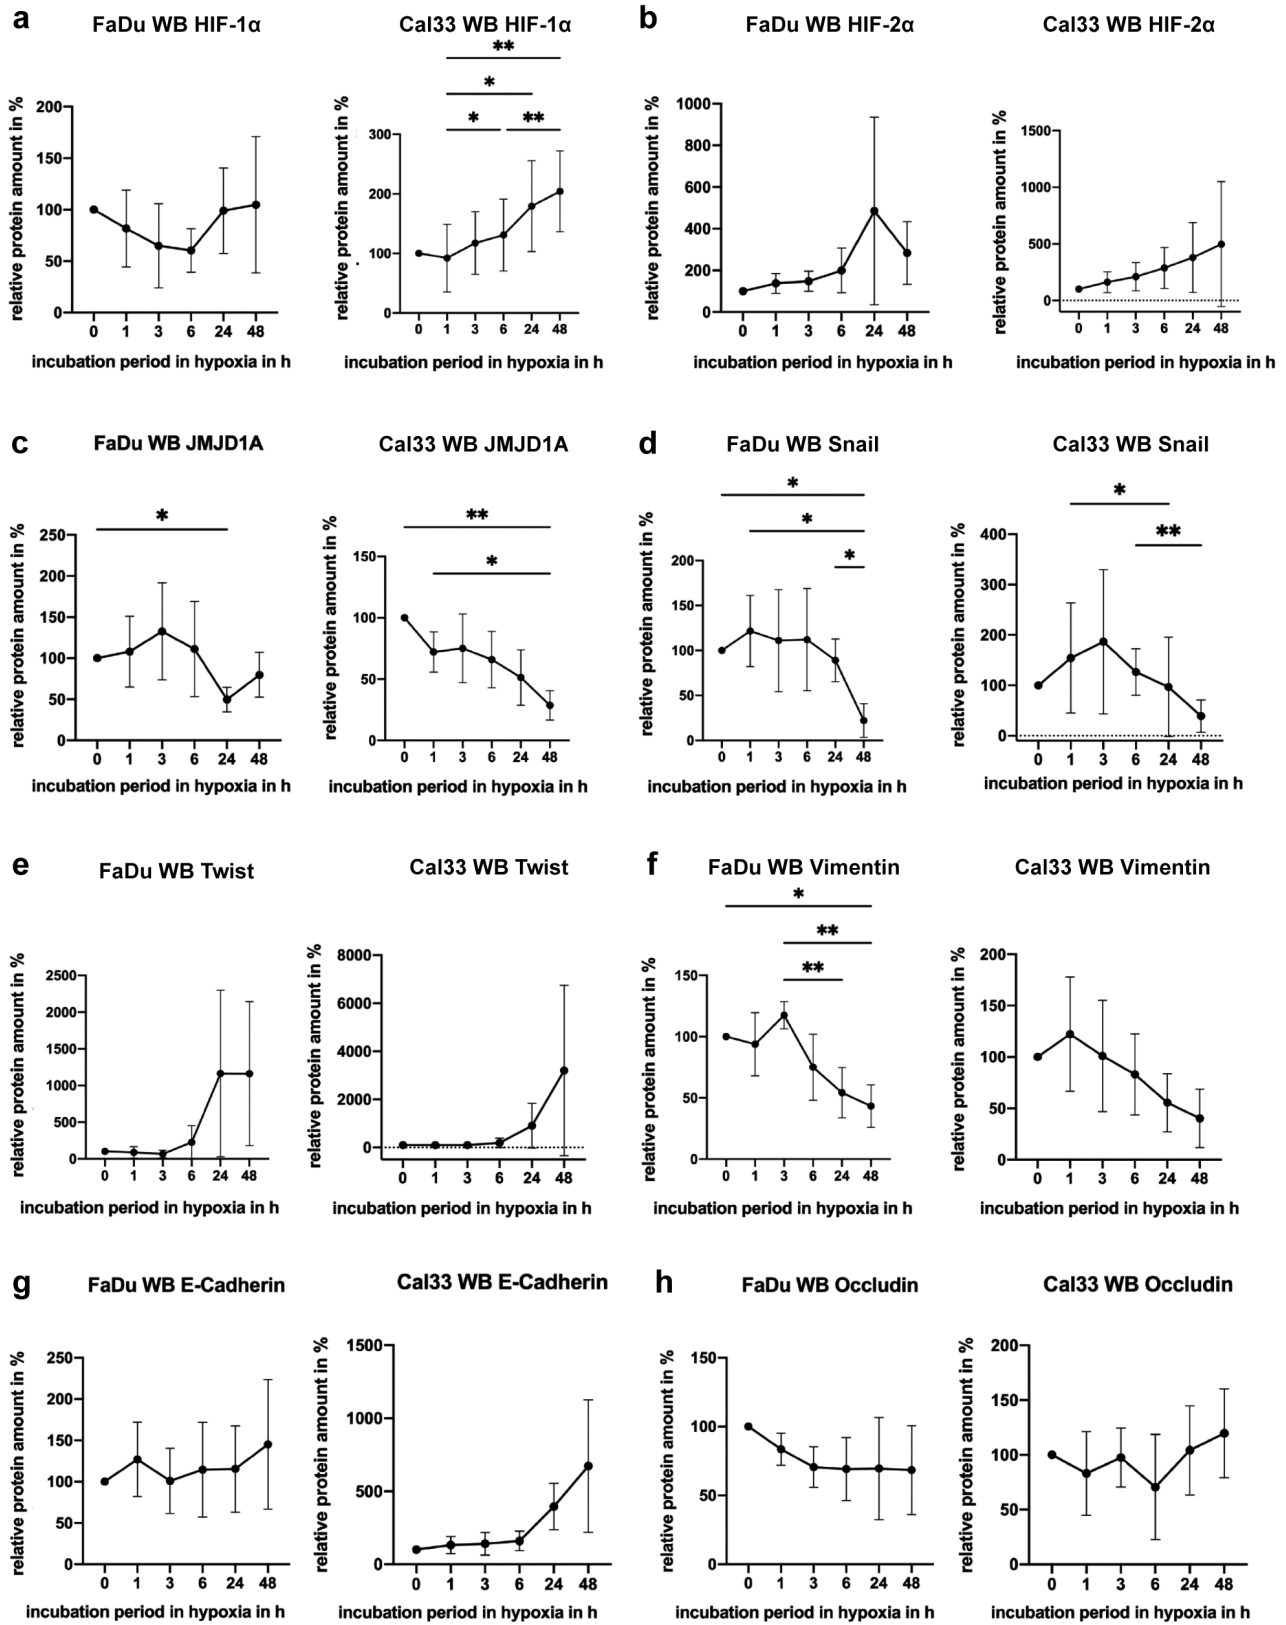 a
FaDu WB HIF-1α
Cal33 WB HIF-1α
b
FaDu WB HIF-2α
Cal33 WB HIF-2α
**
*
*
**
relative protein amount in %
200
150
100
50
0
0 1 3 6 24 48
incubation period in hypoxia in h
relative protein amount in %
300
200
100
0
0 1 3 6 24 48
incubation period in hypoxia in h
relative protein amount in %
1000
800
600
400
200
0
0 1 3 6 24 48
incubation period in hypoxia in h
relative protein amount in %
1500
1000
500
0
0 1 3 6 24 48
incubation period in hypoxia in h
c
FaDu WB JMJD1A
Cal33 WB JMJD1A
d
FaDu WB Snail
Cal33 WB Snail
*
relative protein amount in %
250
200
150
100
50
0
0 1 3 6 24 48
incubation period in hypoxia in h
**
*
relative protein amount in %
150
100
50
0
0 1 3 6 24 48
incubation period in hypoxia in h
*
*
*
relative protein amount in %
200
150
100
50
0
0 1 3 6 24 48
incubation period in hypoxia in h
*
**
relative protein amount in %
400
300
200
100
0
0 1 3 6 24 48
incubation period in hypoxia in h
e
FaDu WB Twist
Cal33 WB Twist
f
FaDu WB Vimentin
Cal33 WB Vimentin
relative protein amount in %
2500
2000
1500
1000
500
0
0 1 3 6 24 48
incubation period in hypoxia in h
relative protein amount in %
8000
6000
4000
2000
0
0 1 3 6 24 48
incubation period in hypoxia in h
*
**
**
relative protein amount in %
150
100
50
0
0 1 3 6 24 48
incubation period in hypoxia in h
relative protein amount in %
200
150
100
50
0
0 1 3 6 24 48
incubation period in hypoxia in h
g
FaDu WB E-Cadherin
Cal33 WB E-Cadherin
h
FaDu WB Occludin
Cal33 WB Occludin
relative protein amount in %
250
200
150
100
50
0
0 1 3 6 24 48
incubation period in hypoxia in h
relative protein amount in %
1500
1000
500
0
0 1 3 6 24 48
incubation period in hypoxia in h
relative protein amount in %
150
100
50
0
0 1 3 6 24 48
incubation period in hypoxia in h
relative protein amount in %
200
150
100
50
0
0 1 3 6 24 48
incubation period in hypoxia in h